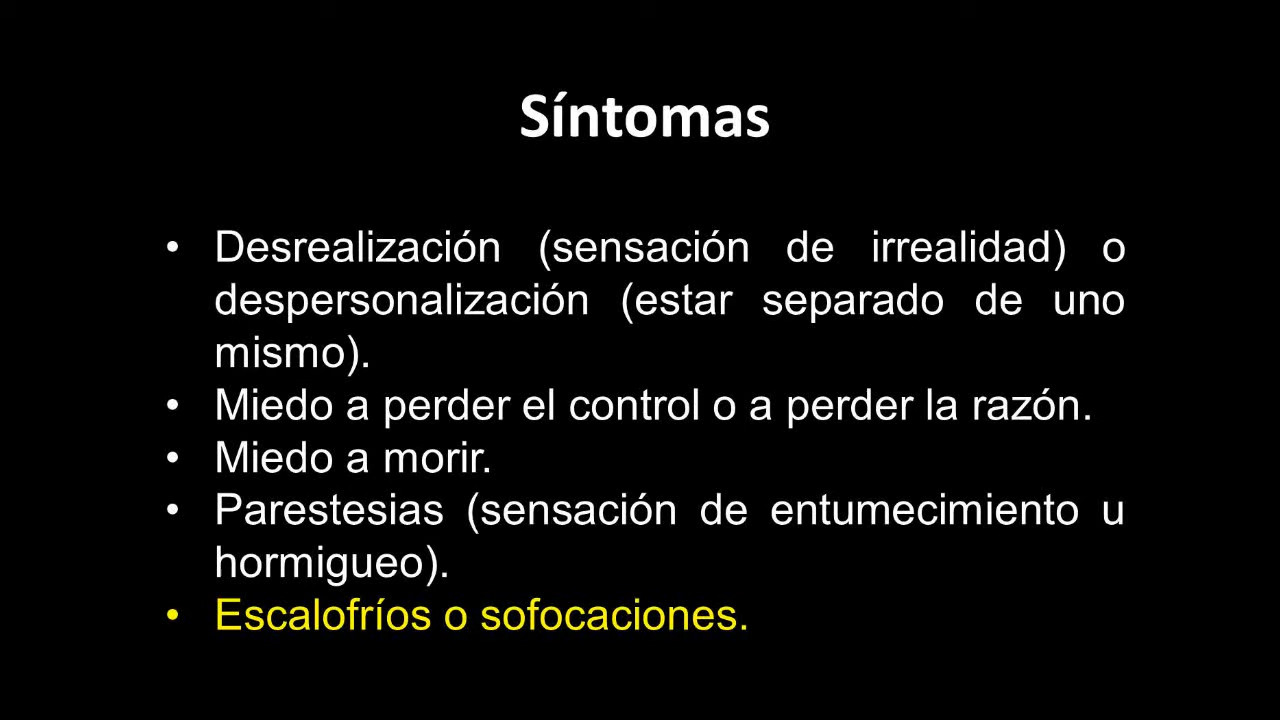 Síntomas
• Desrealización (sensación de irrealidad) o
despersonalización (estar separado de uno
mismo).
• Miedo a perder el control o a perder la razón.
• Miedo a morir.
• Parestesias (sensación de entumecimiento u
hormigueo).
• Escalofríos o sofocaciones.